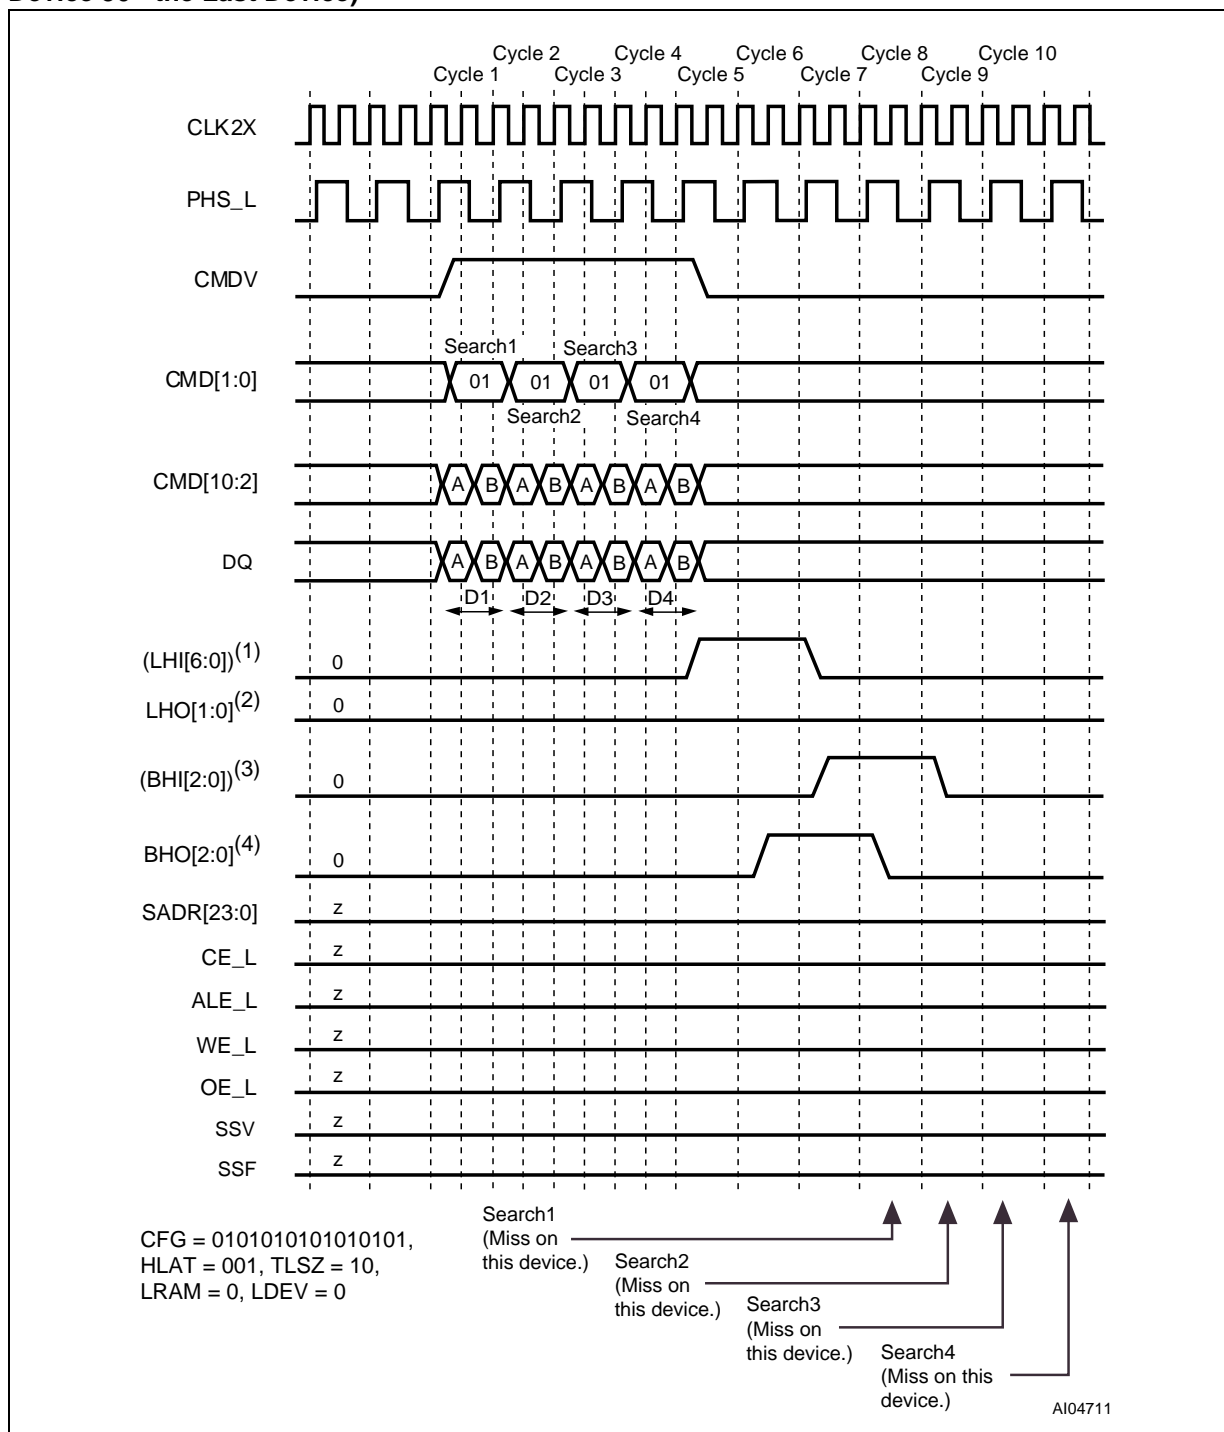 Device 30 - the Last Device)
Cycle 2 Cycle 4 Cycle 6 Cycle 8 Cycle 10
Cycle 1 Cycle 3 Cycle 5 Cycle 7 Cycle 9
CLK2X
PHS_L
CMDV
Search1 Search3
CMD[1:0] 01 01 01 01
Search2 Search4
CMD[10:2] A B A B A B A B
DQ A B A B A B A B
D1 D2 D3 D4
(LHI[6:0])(1) 0
LHO[1:0](2) 0
(BHI[2:0])(3) 0
BHO[2:0](4) 0
SADR[23:0] z
CE_L z
ALE_L z
WE_L z
OE_L z
SSV z
SSF z
CFG = 0101010101010101,
HLAT = 001, TLSZ = 10,
LRAM = 0, LDEV = 0
Search1
(Miss on
this device.)
Search2
(Miss on
this device.)
Search3
(Miss on
this device.)
Search4
(Miss on this
device.)
AI04711